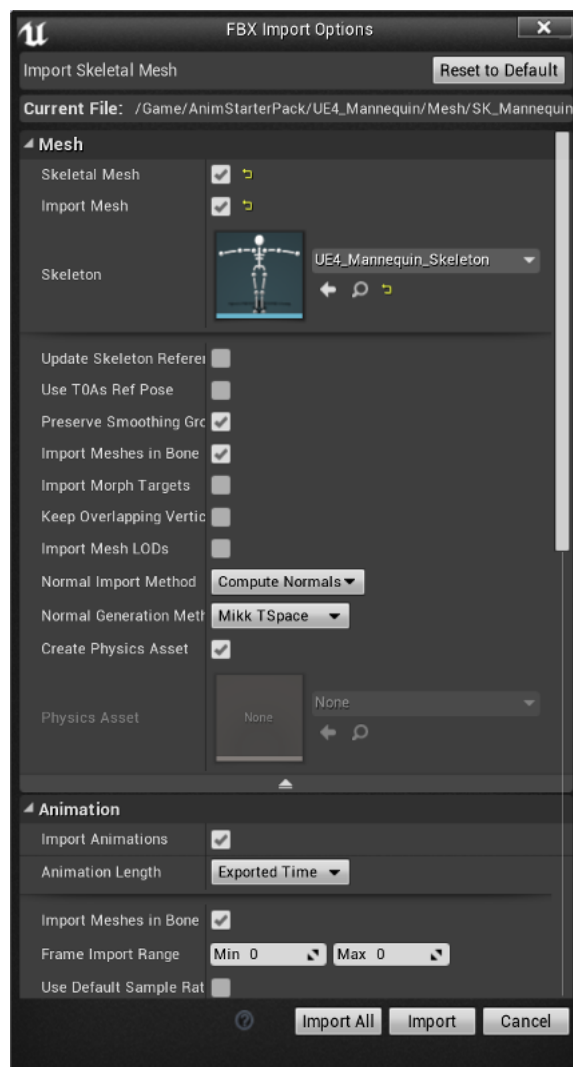 FBX Import Options
Import Skeletal Mesh
Reset to Default
Current File: /Game/AnimStarterPack/UE4_Mannequin/Mesh/SK_Mannequin
Mesh
Skeletal Mesh
Import Mesh
Skeleton
UE4_Mannequin_Skeleton
Update Skeleton Referer
Use T0As Ref Pose
Preserve Smoothing Grc
Import Meshes in Bone
Import Morph Targets
Keep Overlapping Vertic
Import Mesh LODs
Normal Import Method Compute Normals
Normal Generation Meth Mikk TSpace
Create Physics Asset
Physics Asset None None
Animation
Import Animations
Animation Length Exported Time
Import Meshes in Bone
Frame Import Range Min 0 Max 0
Use Default Sample Rat
Import All Import Cancel